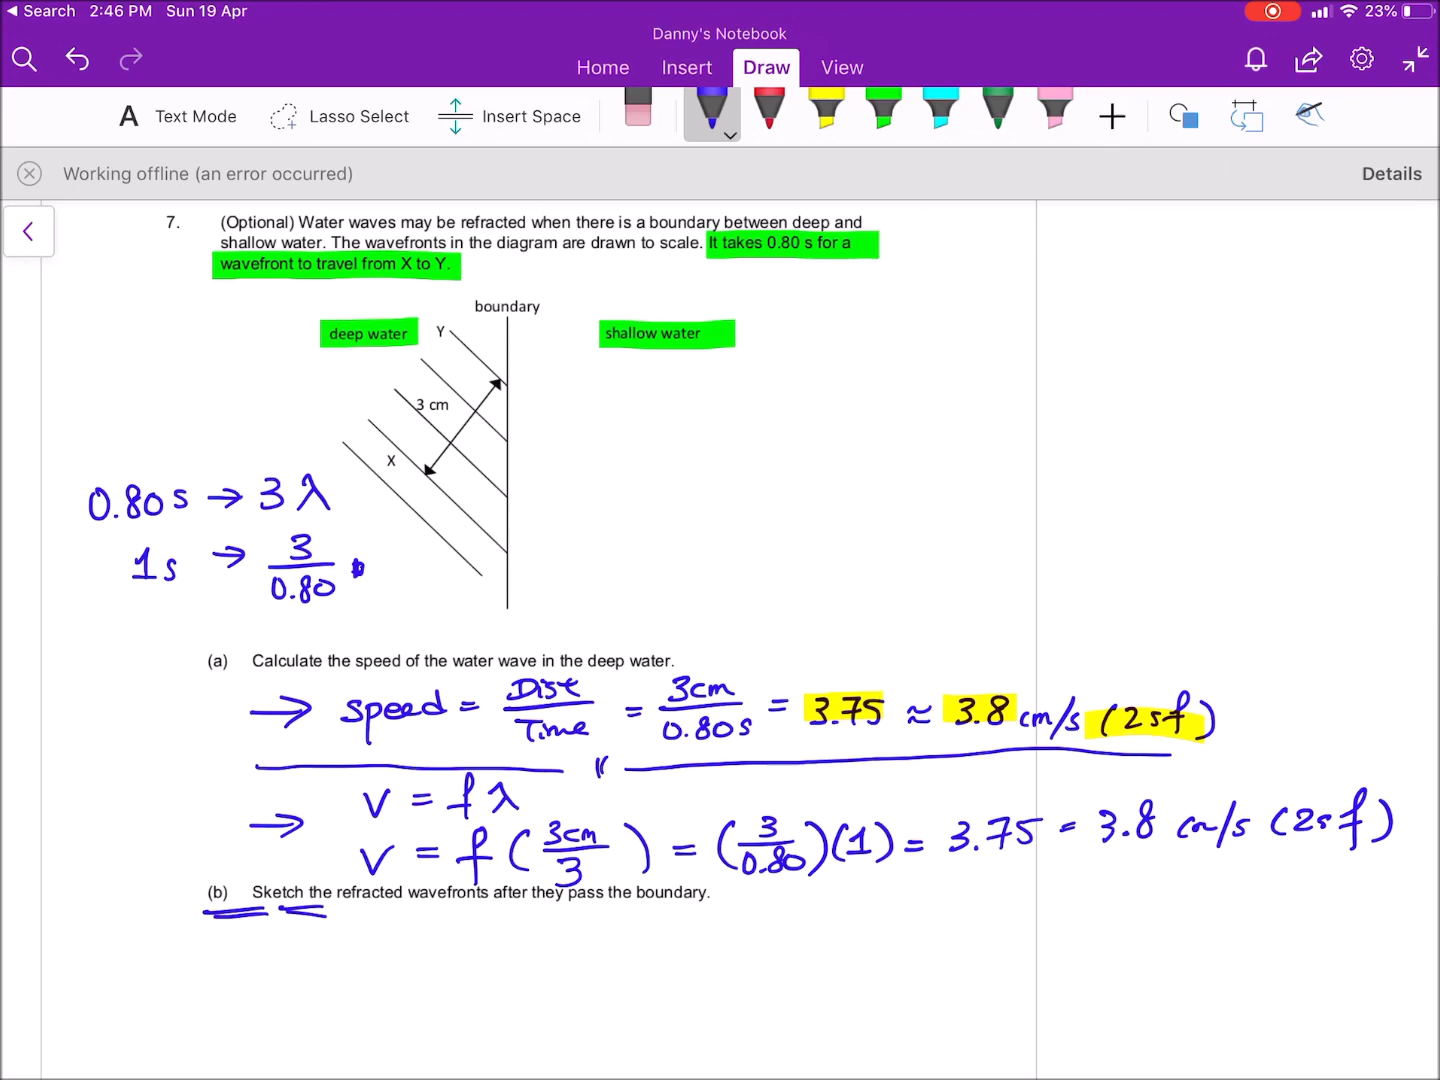 Search 2:46 PM Sun 19 Apr 23%
Danny's Notebook
Home Insert Draw View
A Text Mode Lasso Select Insert Space
Working offline (an error occurred) Details
7. (Optional) Water waves may be refracted when there is a boundary between deep and
shallow water. The wavefronts in the diagram are drawn to scale. It takes 0.80 s for a
wavefront to travel from X to Y.
boundary
deep water Y shallow water
3 cm
X
0.80s → 3 λ
1s → 3/0.80
(a) Calculate the speed of the water wave in the deep water.
→ speed = Dist/Time = 3cm/0.80s = 3.75 ≈ 3.8 cm/s (2sf)
→ v = fλ
v = f (3cm/3) = (3/0.80)(1) = 3.75 = 3.8 cm/s (2sf)
(b) Sketch the refracted wavefronts after they pass the boundary.